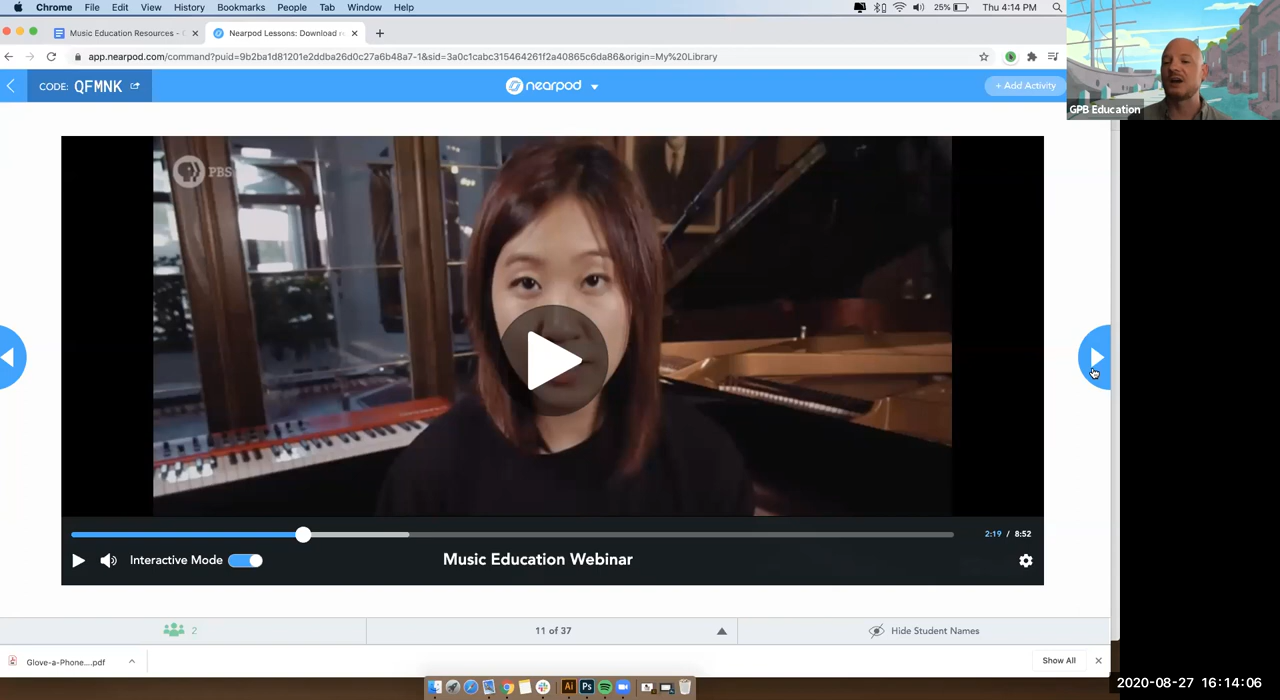 Chrome File Edit View History Bookmarks People Tab Window Help
25% Thu 4:14 PM
Music Education Resources -
Nearpod Lessons: Download r
app.nearpod.com/command?puid=9b2ba1d81201e2ddba26d0c27a6b48a7-1&sid=3a0c1cabc315464261f2a40865c6da86&origin=My%20Library
CODE: QFMNK
nearpod
+ Add Activity
GPB Education
PBS
2:19 / 8:52
Interactive Mode
Music Education Webinar
2
11 of 37
Hide Student Names
Glove-a-Phone....pdf
Show All
Ai Ps
2020-08-27 16:14:06